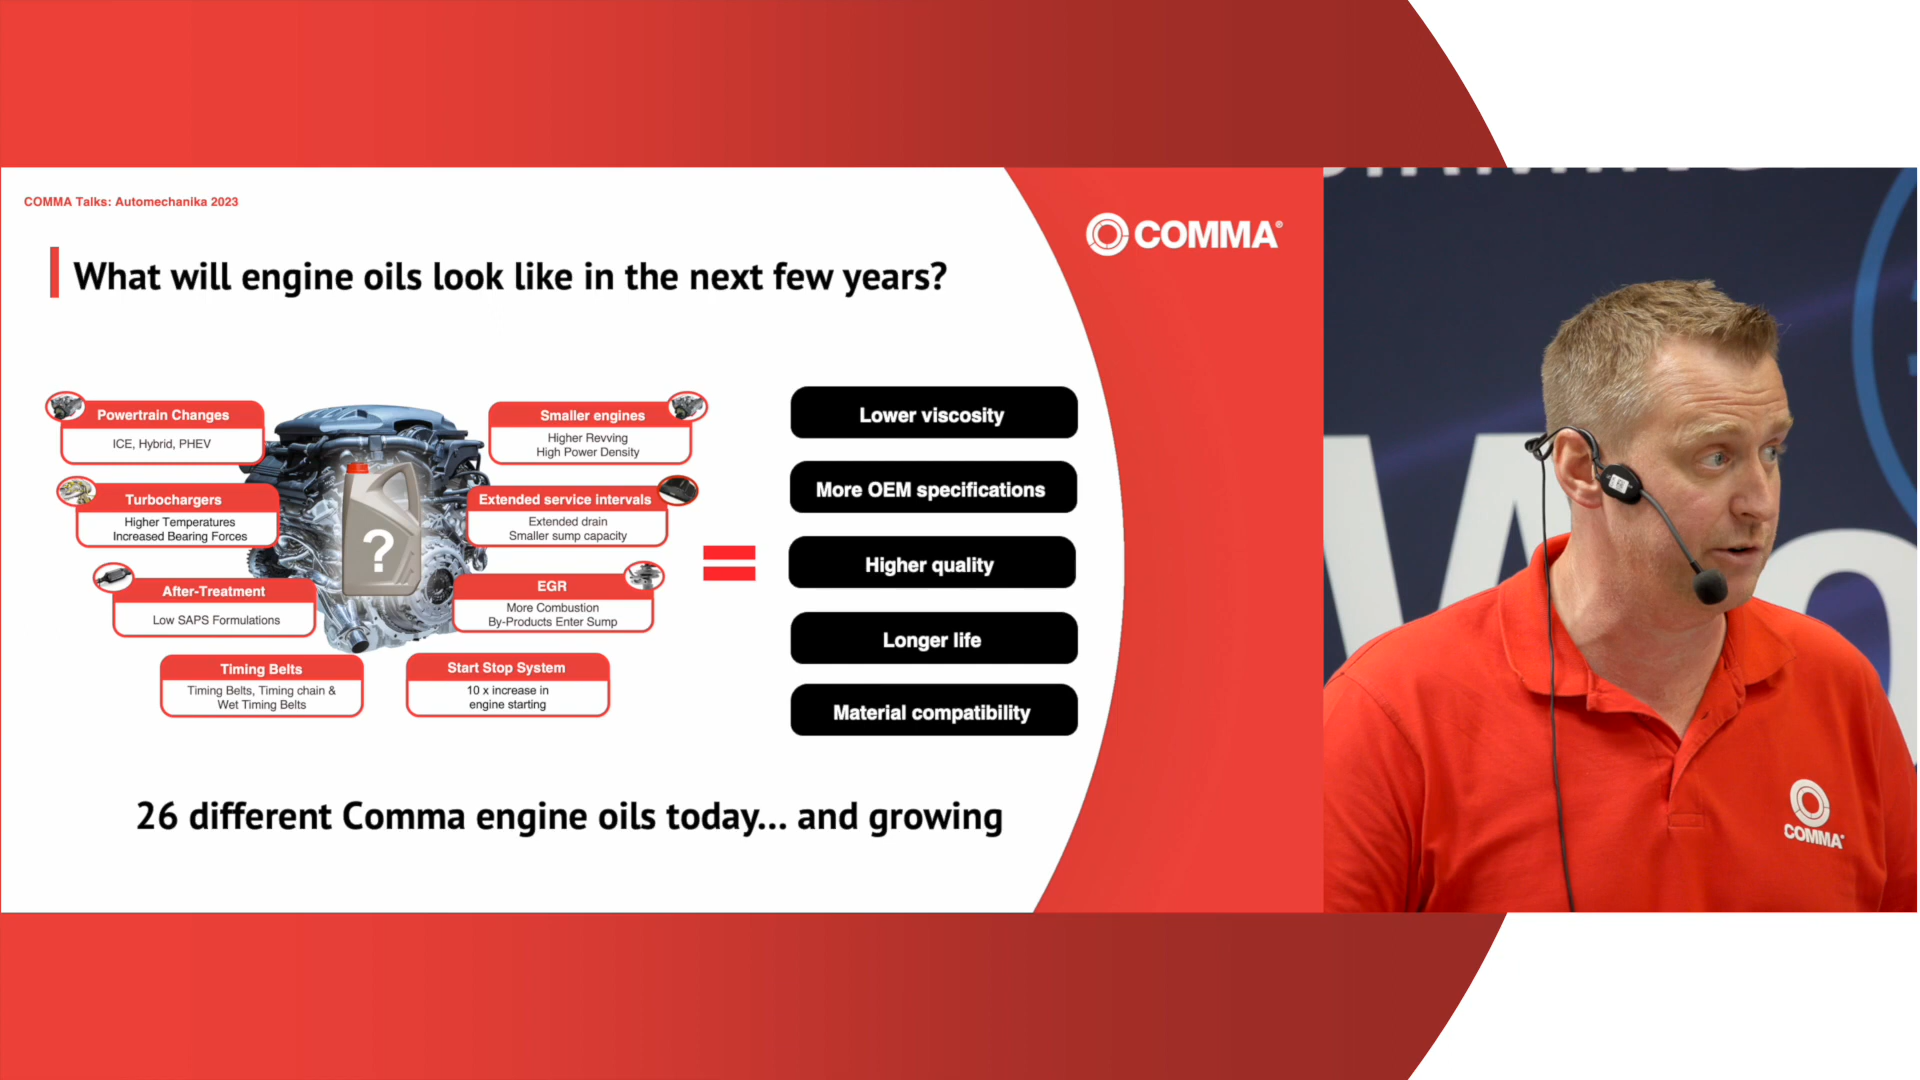 COMMA Talks: Automechanika 2023
COMMA®
What will engine oils look like in the next few years?
Powertrain Changes
ICE, Hybrid, PHEV
Smaller engines
Higher Revving
High Power Density
Turbochargers
Higher Temperatures
Increased Bearing Forces
Extended service intervals
Extended drain
Smaller sump capacity
After-Treatment
Low SAPS Formulations
EGR
More Combustion
By-Products Enter Sump
Timing Belts
Timing Belts, Timing chain &
Wet Timing Belts
Start Stop System
10 x increase in
engine starting
?
=
Lower viscosity
More OEM specifications
Higher quality
Longer life
Material compatibility
26 different Comma engine oils today... and growing
COMMA